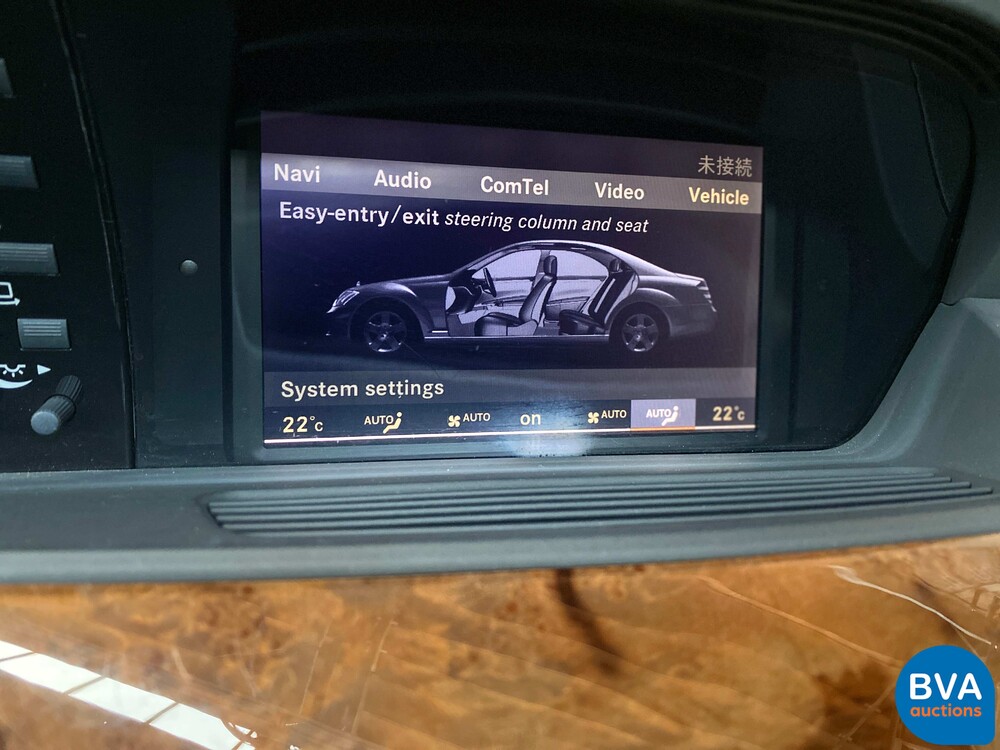 未接続
Navi Audio ComTel Video Vehicle
Easy-entry/exit steering column and seat
System settings
22°C AUTO AUTO on AUTO AUTO 22°C
BVA
auctions